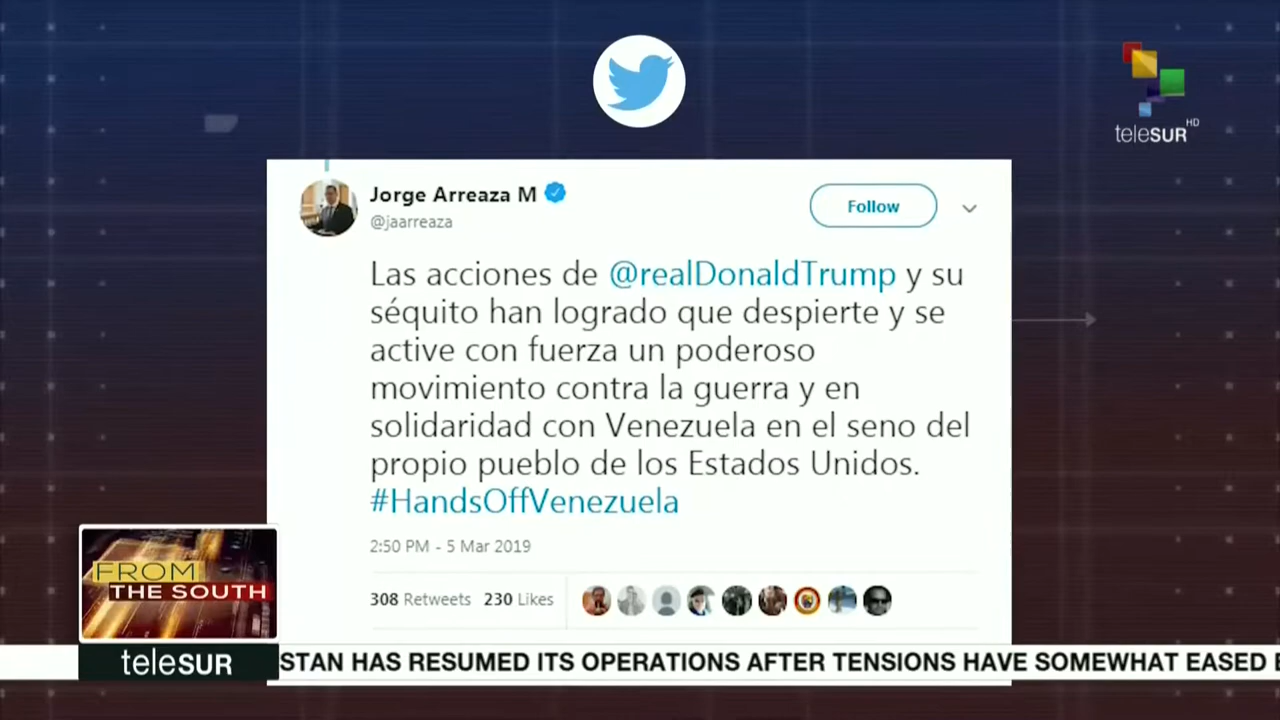 teleSUR HD
Jorge Arreaza M
@jaarreaza
Follow
Las acciones de @realDonaldTrump y su
séquito han logrado que despierte y se
active con fuerza un poderoso
movimiento contra la guerra y en
solidaridad con Venezuela en el seno del
propio pueblo de los Estados Unidos.
#HandsOffVenezuela
2:50 PM - 5 Mar 2019
308 Retweets 230 Likes
FROM
THE SOUTH
teleSUR
STAN HAS RESUMED ITS OPERATIONS AFTER TENSIONS HAVE SOMEWHAT EASED